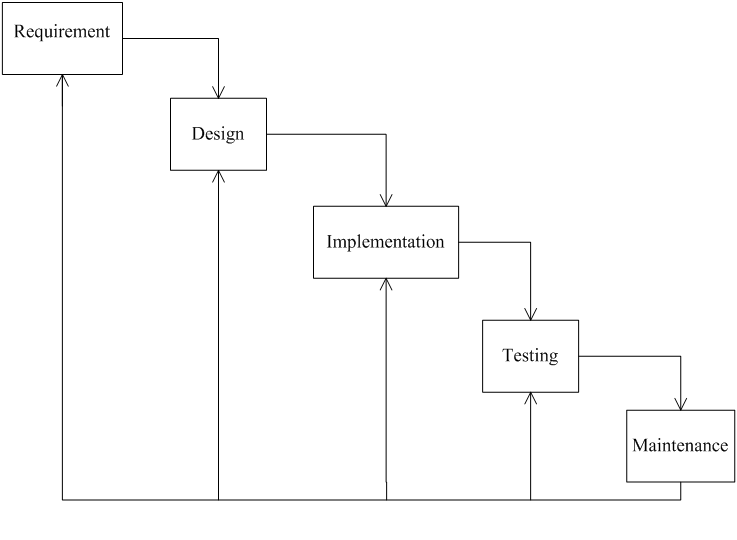 Requirement
Design
Implementation
Testing
Maintenance